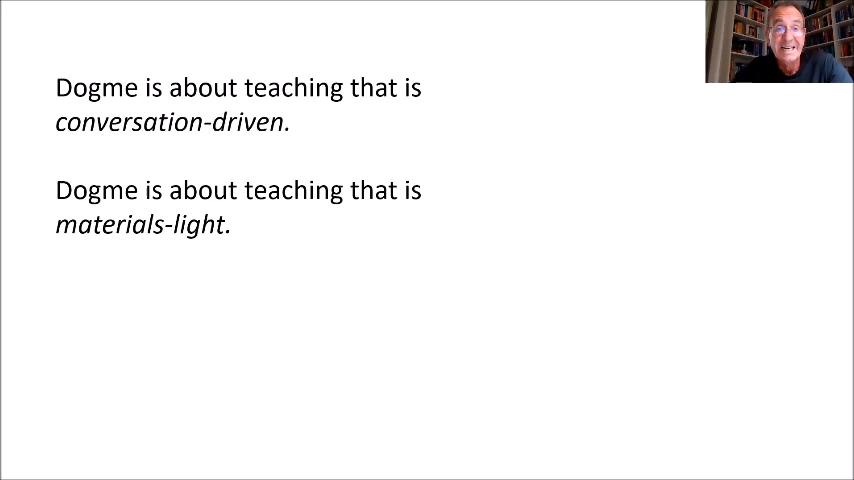 Dogme is about teaching that is
conversation-driven.
Dogme is about teaching that is
materials-light.